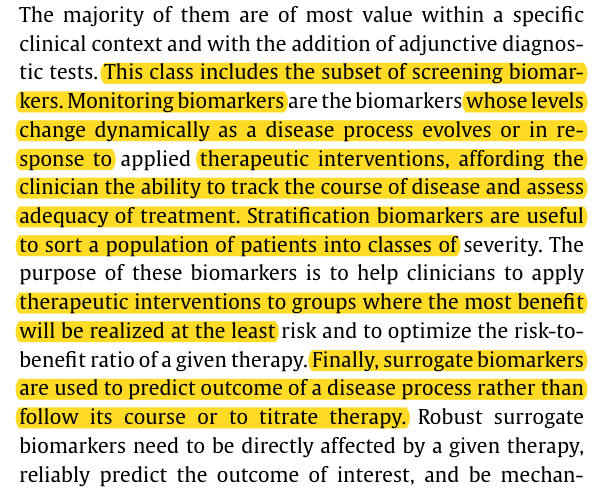 The majority of them are of most value within a specific
clinical context and with the addition of adjunctive diagnos-
tic tests. This class includes the subset of screening biomar-
kers. Monitoring biomarkers are the biomarkers whose levels
change dynamically as a disease process evolves or in re-
sponse to applied therapeutic interventions, affording the
clinician the ability to track the course of disease and assess
adequacy of treatment. Stratification biomarkers are useful
to sort a population of patients into classes of severity. The
purpose of these biomarkers is to help clinicians to apply
therapeutic interventions to groups where the most benefit
will be realized at the least risk and to optimize the risk-to-
benefit ratio of a given therapy. Finally, surrogate biomarkers
are used to predict outcome of a disease process rather than
follow its course or to titrate therapy. Robust surrogate
biomarkers need to be directly affected by a given therapy,
reliably predict the outcome of interest, and be mechan-